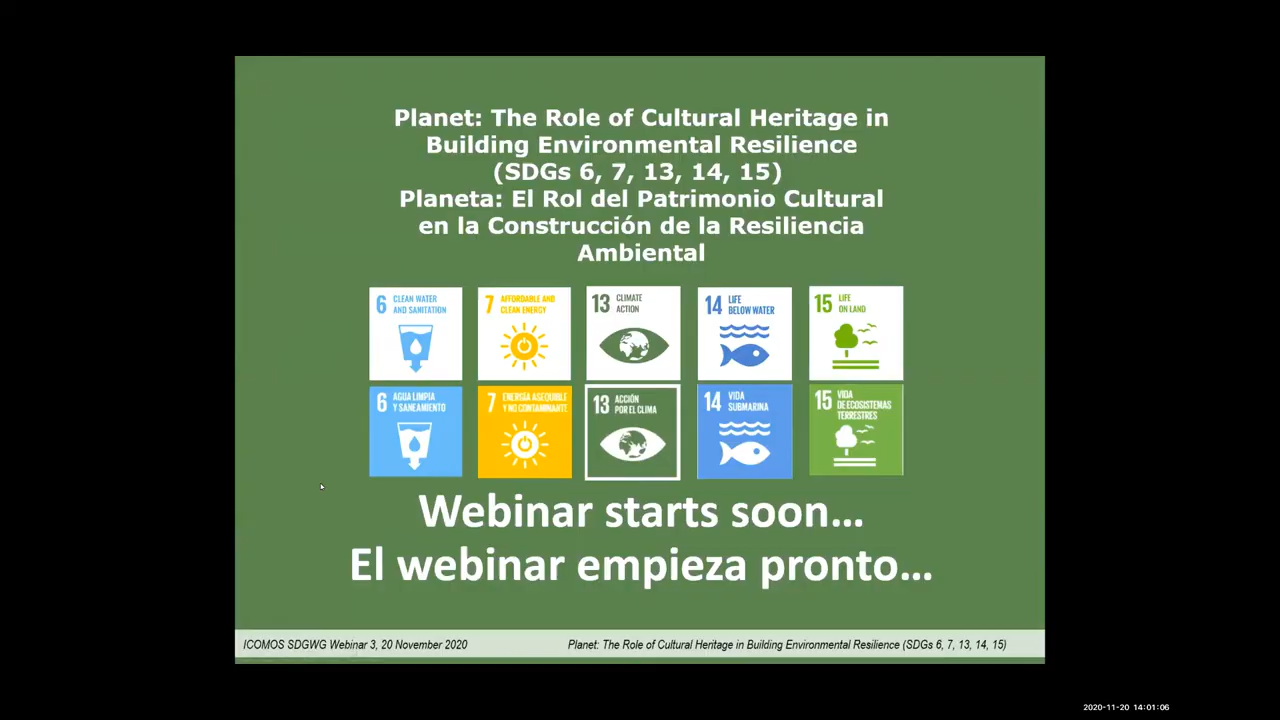 Planet: The Role of Cultural Heritage in
Building Environmental Resilience
(SDGs 6, 7, 13, 14, 15)
Planeta: El Rol del Patrimonio Cultural
en la Construcción de la Resiliencia
Ambiental
6 CLEAN WATER
AND SANITATION
7 AFFORDABLE AND
CLEAN ENERGY
13 CLIMATE
ACTION
14 LIFE
BELOW WATER
15 LIFE
ON LAND
6 AGUA LIMPIA
Y SANEAMIENTO
7 ENERGÍA ASEQUIBLE
Y NO CONTAMINANTE
13 ACCIÓN
POR EL CLIMA
14 VIDA
SUBMARINA
15 VIDA
DE ECOSISTEMAS
TERRESTRES
Webinar starts soon...
El webinar empieza pronto...
ICOMOS SDGWG Webinar 3, 20 November 2020
Planet: The Role of Cultural Heritage in Building Environmental Resilience (SDGs 6, 7, 13, 14, 15)
2020-11-20 14:01:06